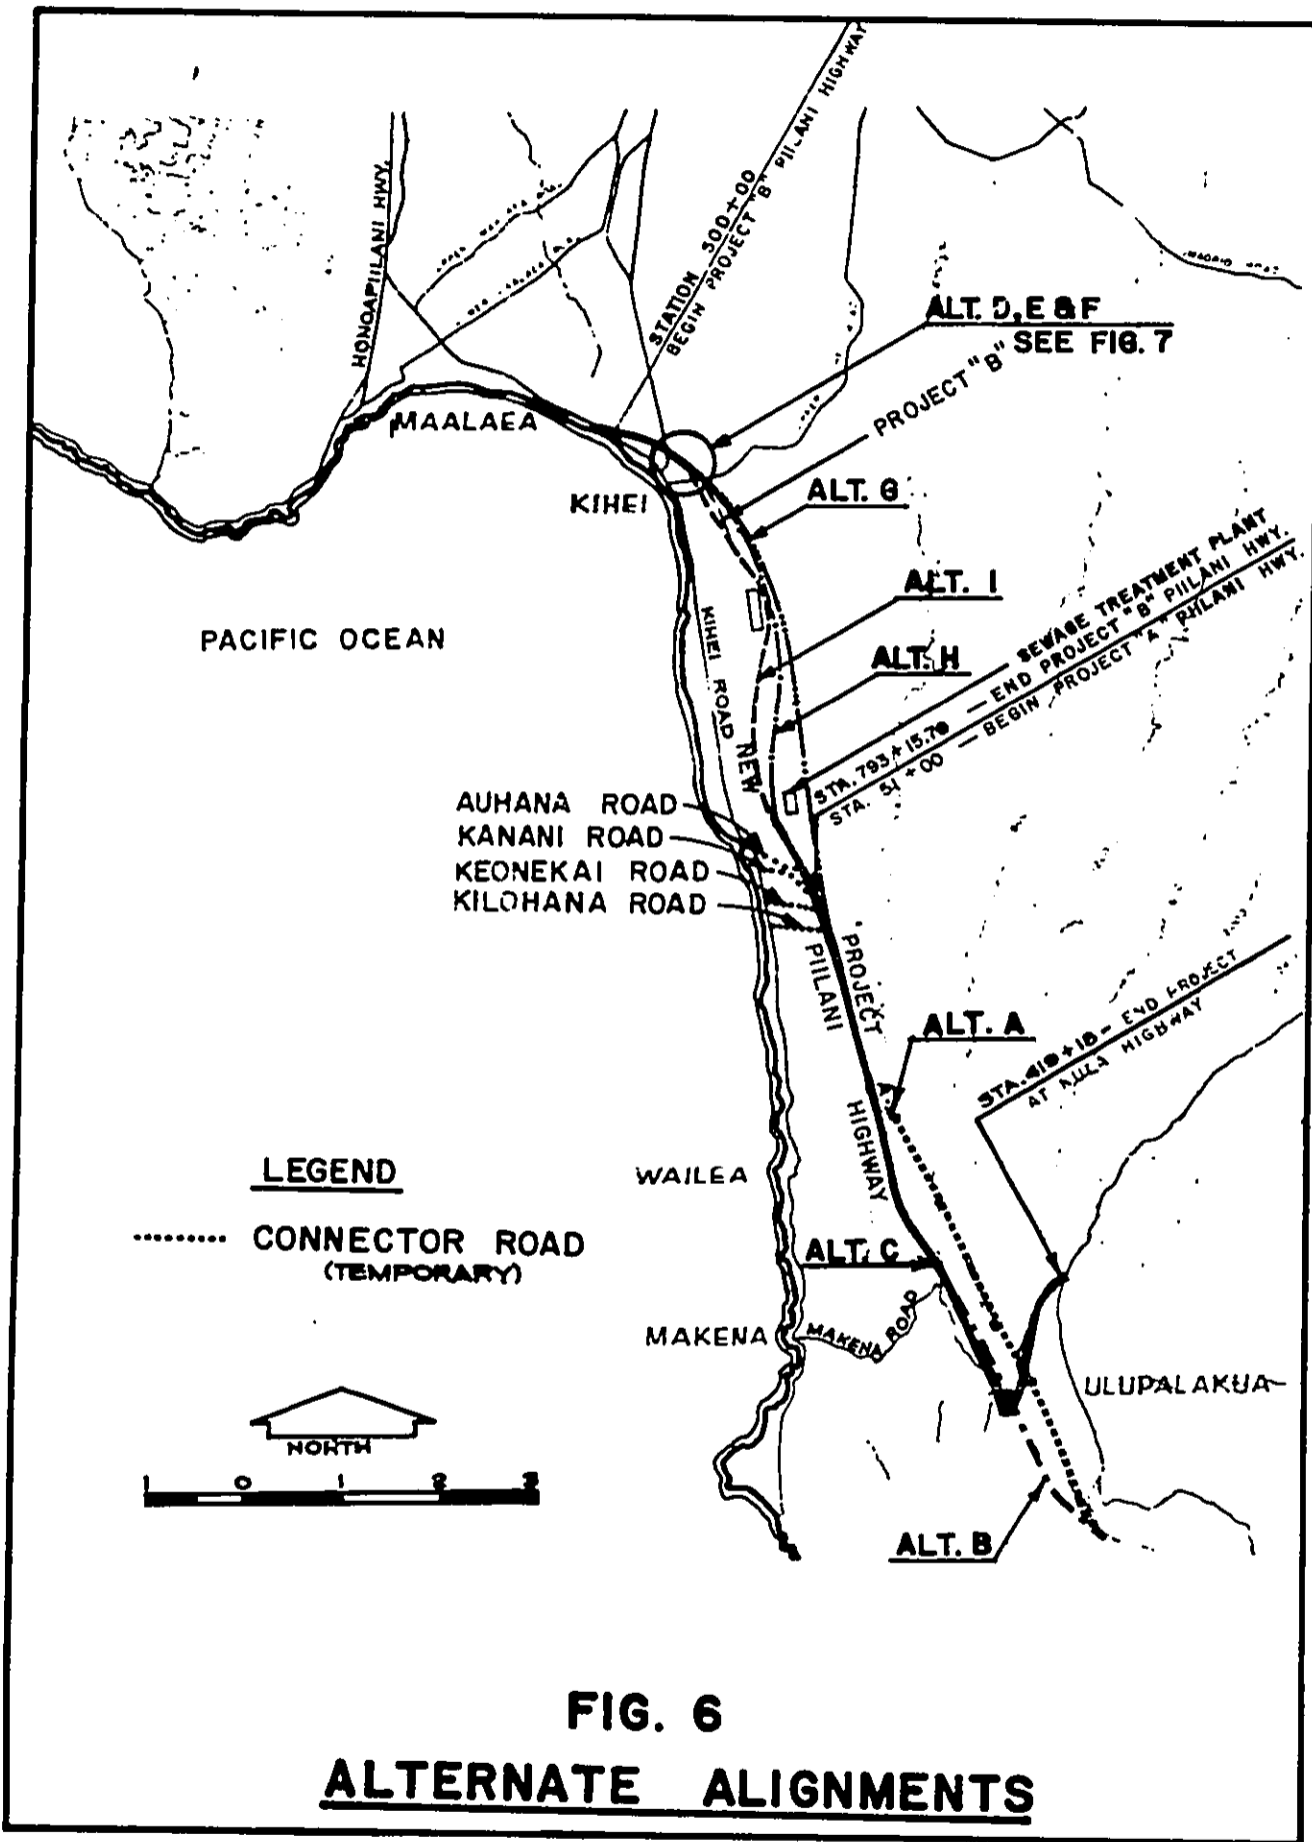 HONOAPIILANI HWY.
STATION 300+00
BEGIN PROJECT "B" PIILANI HIGHWAY
ALT. D, E & F
SEE FIG. 7
PROJECT "B"
MAALAEA
KIHEI
ALT. G
ALT. I
PACIFIC OCEAN
KIHEI ROAD
ALT. H
SEWAGE TREATMENT PLANT
STA. 793+15.70 — END PROJECT "B" PIILANI HWY.
STA. 51+00 — BEGIN PROJECT "A" PIILANI HWY.
NEW
AUHANA ROAD
KANANI ROAD
KEONEKAI ROAD
KILOHANA ROAD
PROJECT
PIILANI
HIGHWAY
ALT. A
STA. 419+18 - END PROJECT
AT KULA HIGHWAY
LEGEND
CONNECTOR ROAD
(TEMPORARY)
WAILEA
ALT. C
MAKENA
MAKENA ROAD
ULUPALAKUA
NORTH
1 0 1 2 3
ALT. B
FIG. 6
ALTERNATE ALIGNMENTS